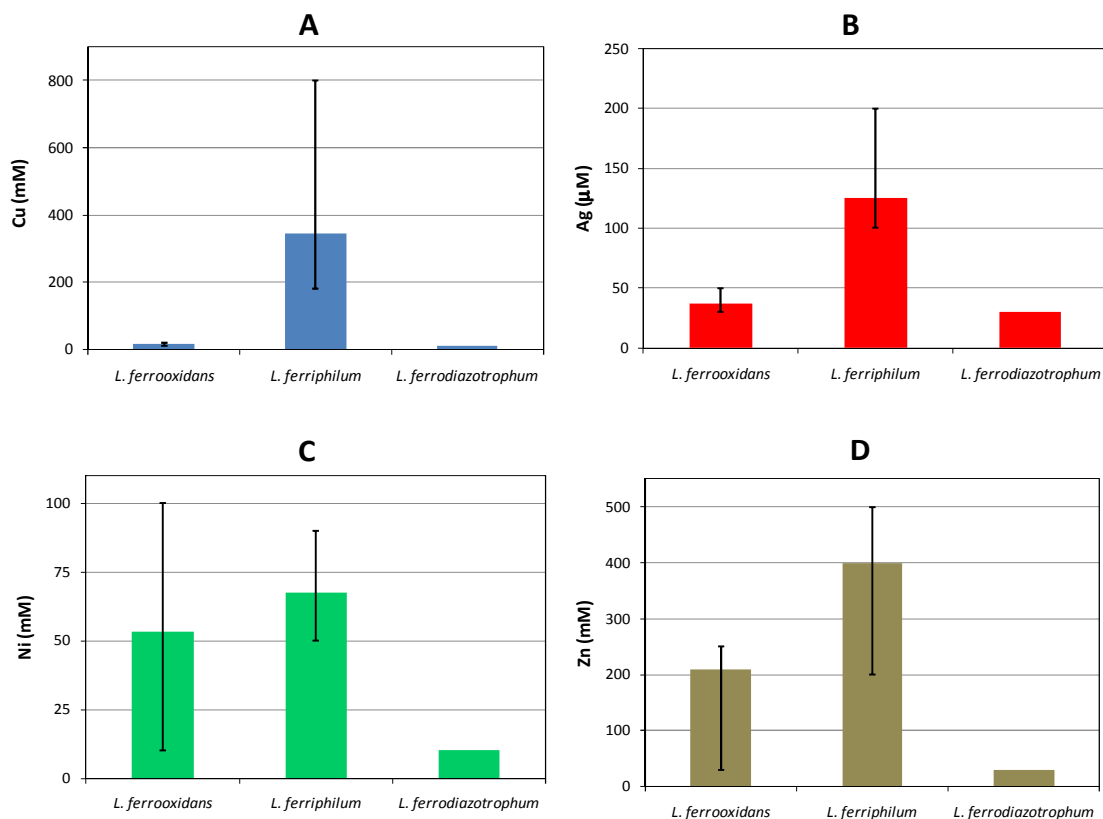 A
Cu (mM)
800
600
400
200
0
L. ferrooxidans L. ferriphilum L. ferrodiazotrophum
B
Ag (µM)
250
200
150
100
50
0
L. ferrooxidans L. ferriphilum L. ferrodiazotrophum
C
Ni (mM)
100
75
50
25
0
L. ferrooxidans L. ferriphilum L. ferrodiazotrophum
D
Zn (mM)
500
400
300
200
100
0
L. ferrooxidans L. ferriphilum L. ferrodiazotrophum